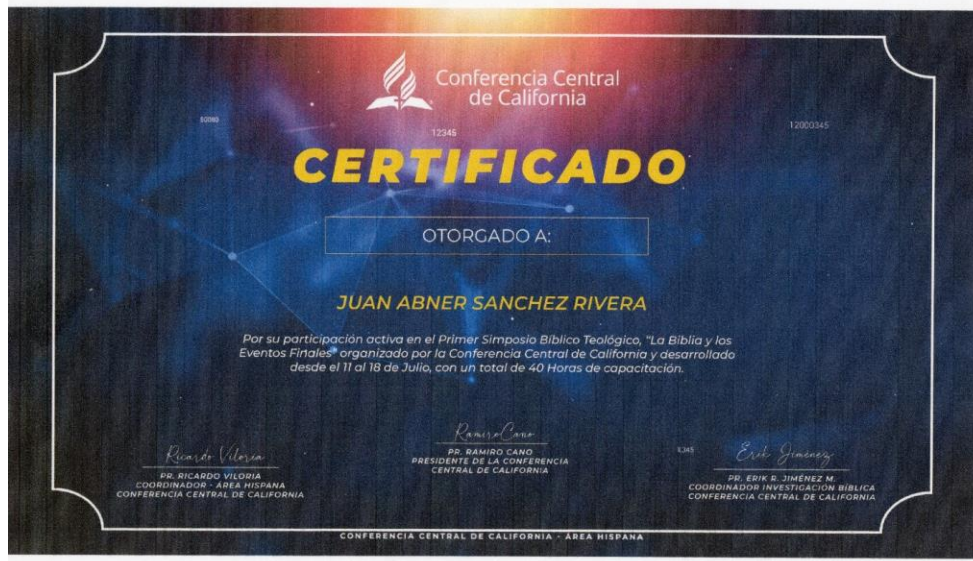 Conferencia Central
de California
12345
12000345
CERTIFICADO
OTORGADO A:
JUAN ABNER SANCHEZ RIVERA
Por su participación activa en el Primer Simposio Bíblico Teológico, "La Biblia y los
Eventos Finales" organizado por la Conferencia Central de California y desarrollado
desde el 11 al 18 de Julio, con un total de 40 Horas de capacitación.
Ricardo Viloria
PR. RICARDO VILORIA
COORDINADOR - ÁREA HISPANA
CONFERENCIA CENTRAL DE CALIFORNIA
Ramiro Cano
PR. RAMIRO CANO
PRESIDENTE DE LA CONFERENCIA
CENTRAL DE CALIFORNIA
Erik Jiménez
PR. ERIK R. JIMÉNEZ M.
COORDINADOR INVESTIGACIÓN BÍBLICA
CONFERENCIA CENTRAL DE CALIFORNIA
CONFERENCIA CENTRAL DE CALIFORNIA - ÁREA HISPANA